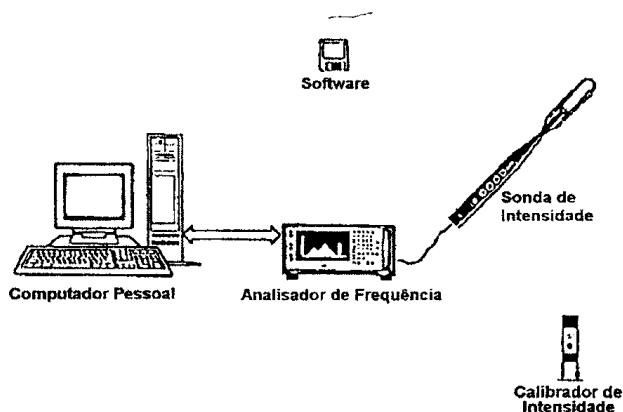 Software
Sonda de
Intensidade
Computador Pessoal
Analisador de Frequência
Calibrador de
Intensidade